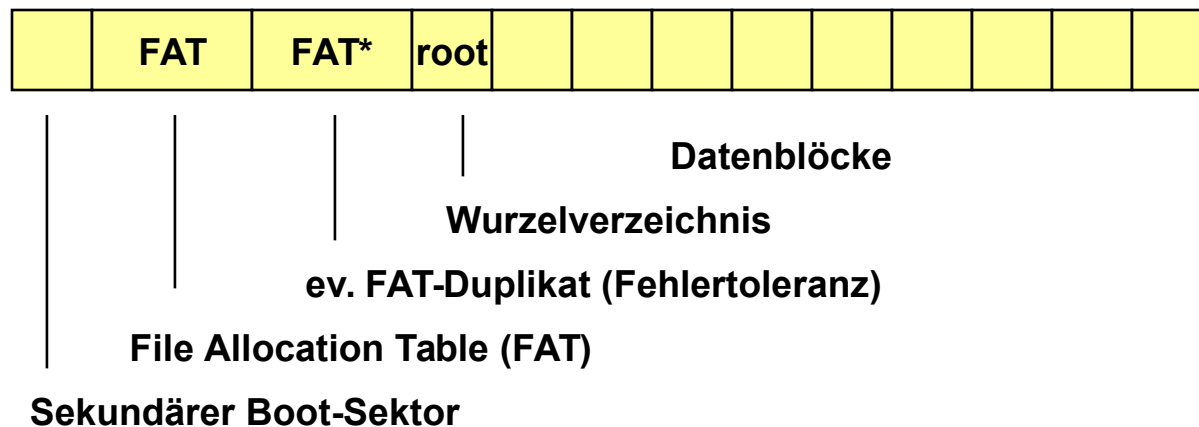 FAT FAT* root
Datenblöcke
Wurzelverzeichnis
ev. FAT-Duplikat (Fehlertoleranz)
File Allocation Table (FAT)
Sekundärer Boot-Sektor